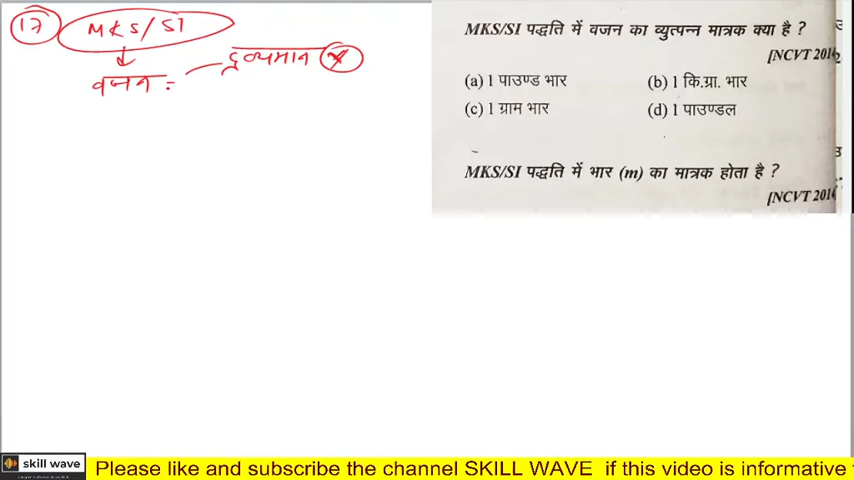 17 MKS/SI
वजन = द्रव्यमान
MKS/SI पद्धति में वजन का व्युत्पन्न मात्रक क्या है ?
[NCVT 2014
(a) 1 पाउण्ड भार (b) 1 कि.ग्रा. भार
(c) 1 ग्राम भार (d) 1 पाउण्डल
MKS/SI पद्धति में भार (m) का मात्रक होता है ?
[NCVT 2014
skill wave
Please like and subscribe the channel SKILL WAVE if this video is informative